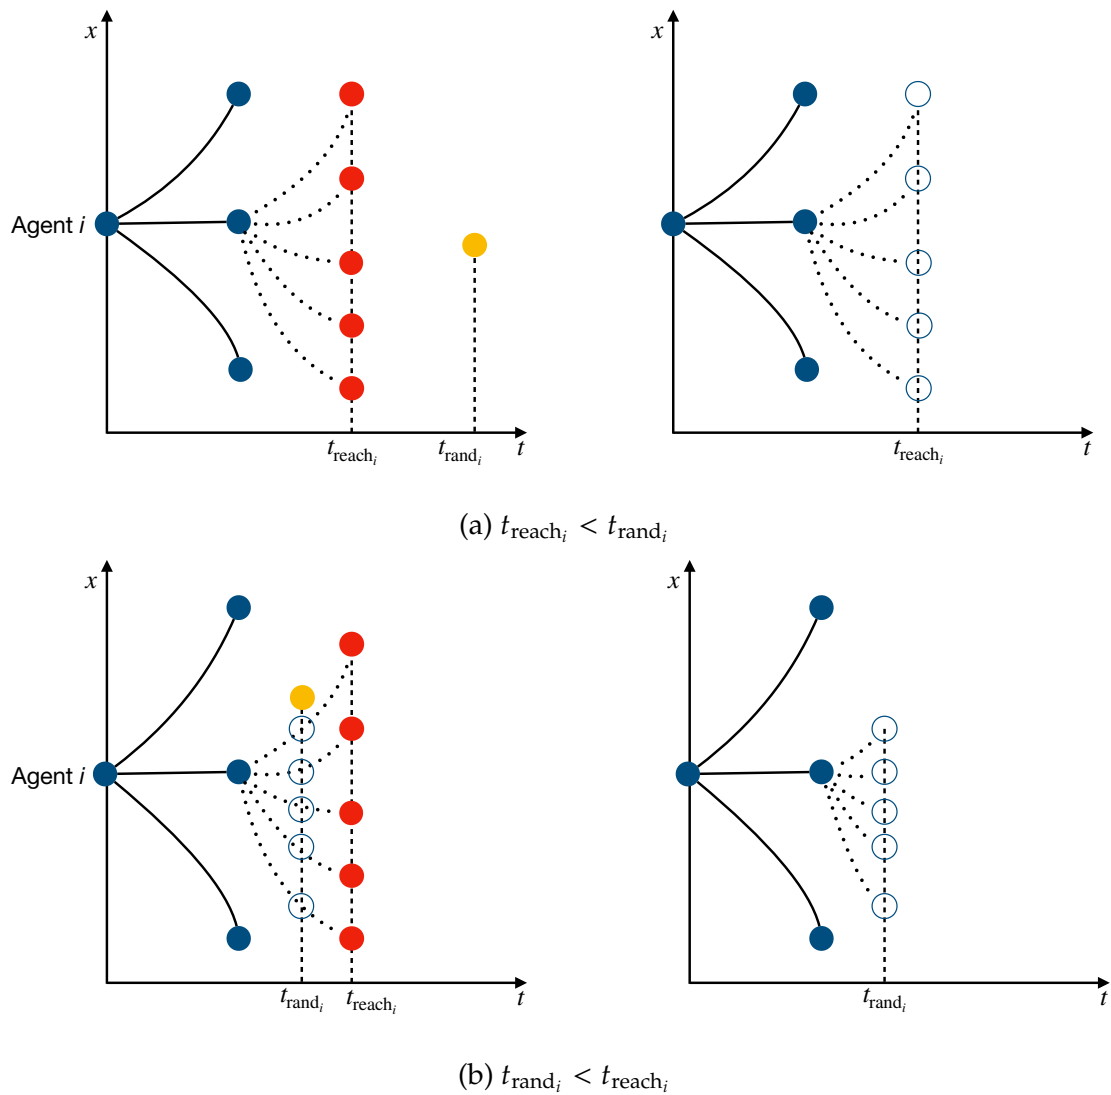 x x
Agent i
t_reach_i t_rand_i t t_reach_i t
(a) t_reach_i < t_rand_i
x x
Agent i
t_rand_i t_reach_i t t_rand_i t
(b) t_rand_i < t_reach_i